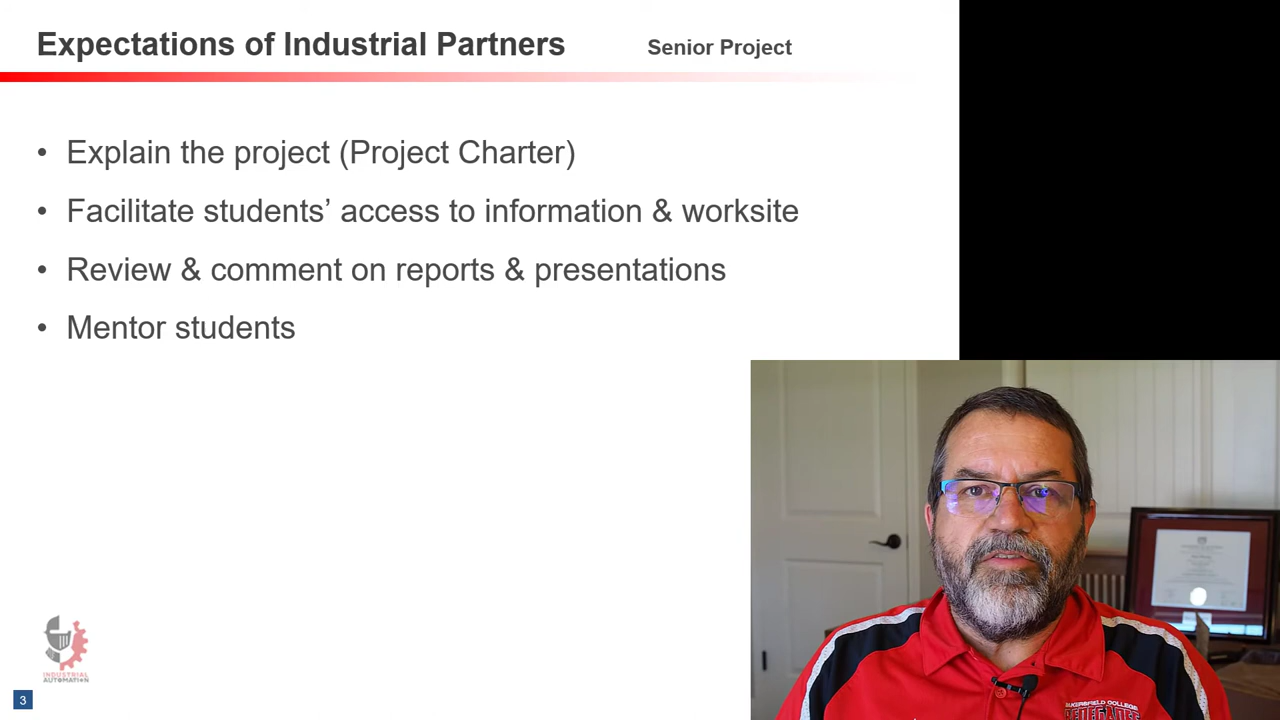 Expectations of Industrial Partners
Senior Project
• Explain the project (Project Charter)
• Facilitate students’ access to information & worksite
• Review & comment on reports & presentations
• Mentor students
INDUSTRIAL
AUTOMATION
3
BAKERSFIELD COLLEGE
RENEGADES